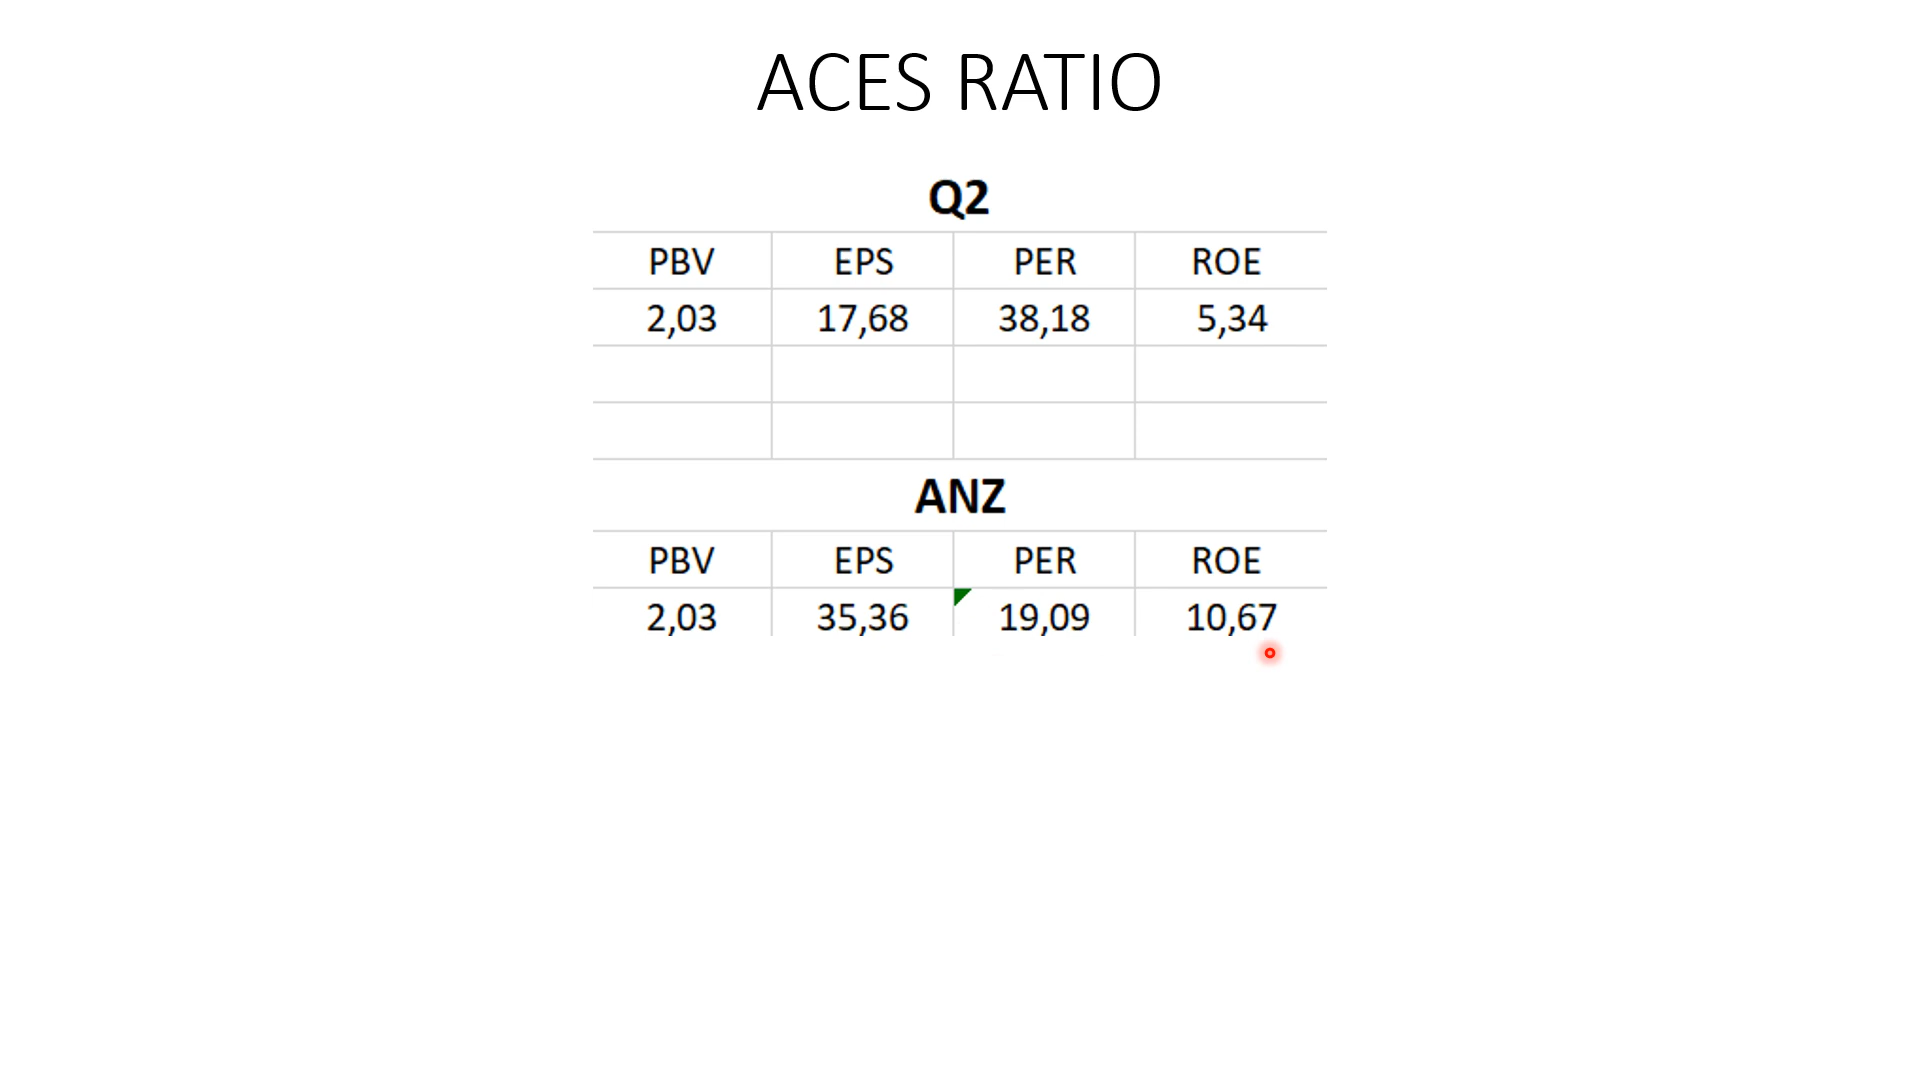 ACES RATIO
Q2
PBV EPS PER ROE
2,03 17,68 38,18 5,34
ANZ
PBV EPS PER ROE
2,03 35,36 19,09 10,67